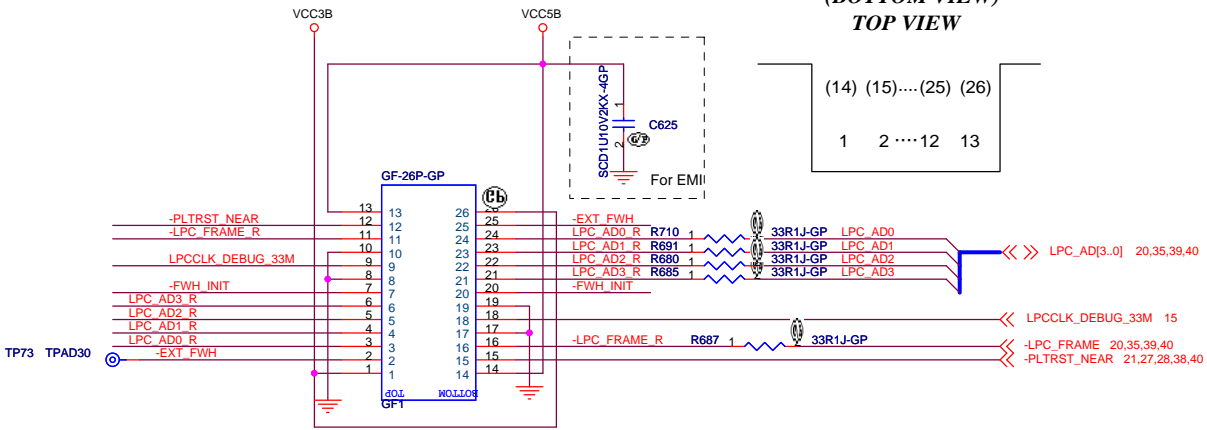 (BOTTOM VIEW)
TOP VIEW
VCC3B
VCC5B
(14) (15)....(25) (26)
1 2 ····12 13
SCD1U10V2KX-4GP
1
2
C625
For EMI
GF-26P-GP
13 13 26
-PLTRST_NEAR 12 12 25 25 -EXT_FWH
-LPC_FRAME_R 11 11 24 24 LPC_AD0_R R710 1 33R1J-GP LPC_AD0
10 10 23 23 LPC_AD1_R R691 1 33R1J-GP LPC_AD1
LPCCLK_DEBUG_33M 9 9 22 22 LPC_AD2_R R680 1 33R1J-GP LPC_AD2
8 8 21 21 LPC_AD3_R R685 1 33R1J-GP LPC_AD3
LPC_AD[3..0] 20,35,39,40
-FWH_INIT 7 7 20 20 -FWH_INIT
LPC_AD3_R 6 6 19 19
LPC_AD2_R 5 5 18 18 LPCCLK_DEBUG_33M 15
LPC_AD1_R 4 4 17 17
LPC_AD0_R 3 3 16 16 -LPC_FRAME_R R687 1 33R1J-GP -LPC_FRAME 20,35,39,40
TP73 TPAD30 -EXT_FWH 2 2 15 15 -PLTRST_NEAR 21,27,28,38,40
1 1 14 14
TOP BOTTOM
GF1